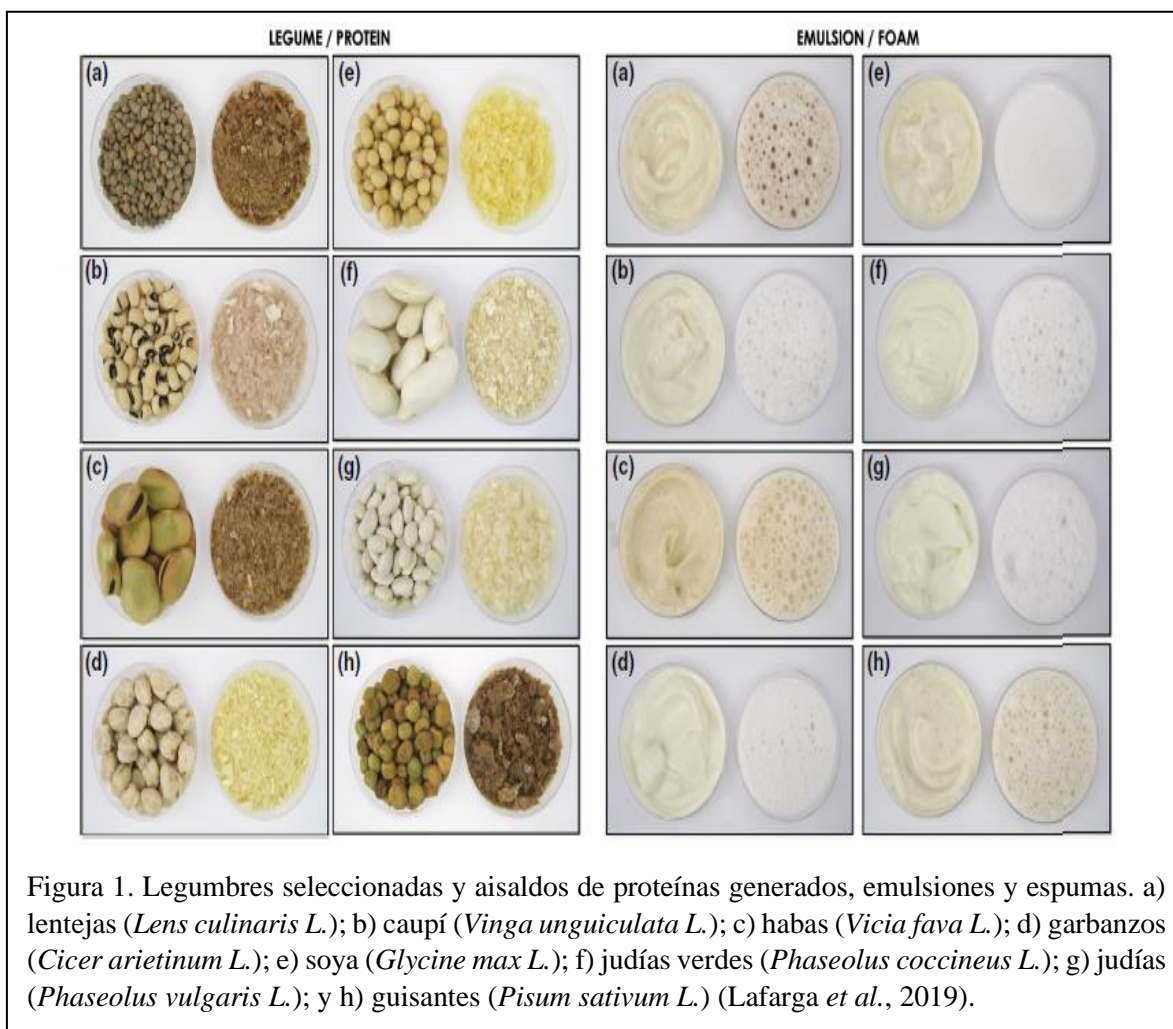 LEGUME / PROTEIN
EMULSION / FOAM
(a)
(e)
(a)
(e)
(b)
(f)
(b)
(f)
(c)
(g)
(c)
(g)
(d)
(h)
(d)
(h)
Figura 1. Legumbres seleccionadas y aisaldos de proteínas generados, emulsiones y espumas. a)
lentejas (Lens culinaris L.); b) caupí (Vinga unguiculata L.); c) habas (Vicia fava L.); d) garbanzos
(Cicer arietinum L.); e) soya (Glycine max L.); f) judías verdes (Phaseolus coccineus L.); g) judías
(Phaseolus vulgaris L.); y h) guisantes (Pisum sativum L.) (Lafarga et al., 2019).